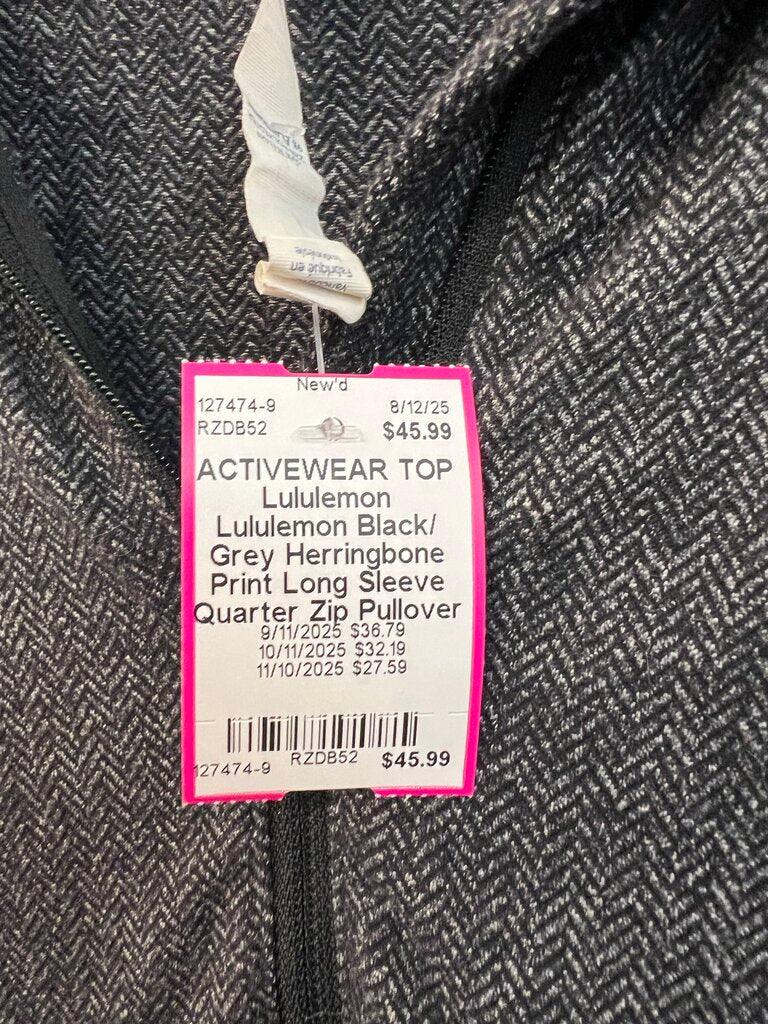 Fabriqué en
New'd
127474-9 8/12/25
RZDB52 $45.99
ACTIVEWEAR TOP
Lululemon
Lululemon Black/
Grey Herringbone
Print Long Sleeve
Quarter Zip Pullover
9/11/2025 $36.79
10/11/2025 $32.19
11/10/2025 $27.59
127474-9 RZDB52 $45.99